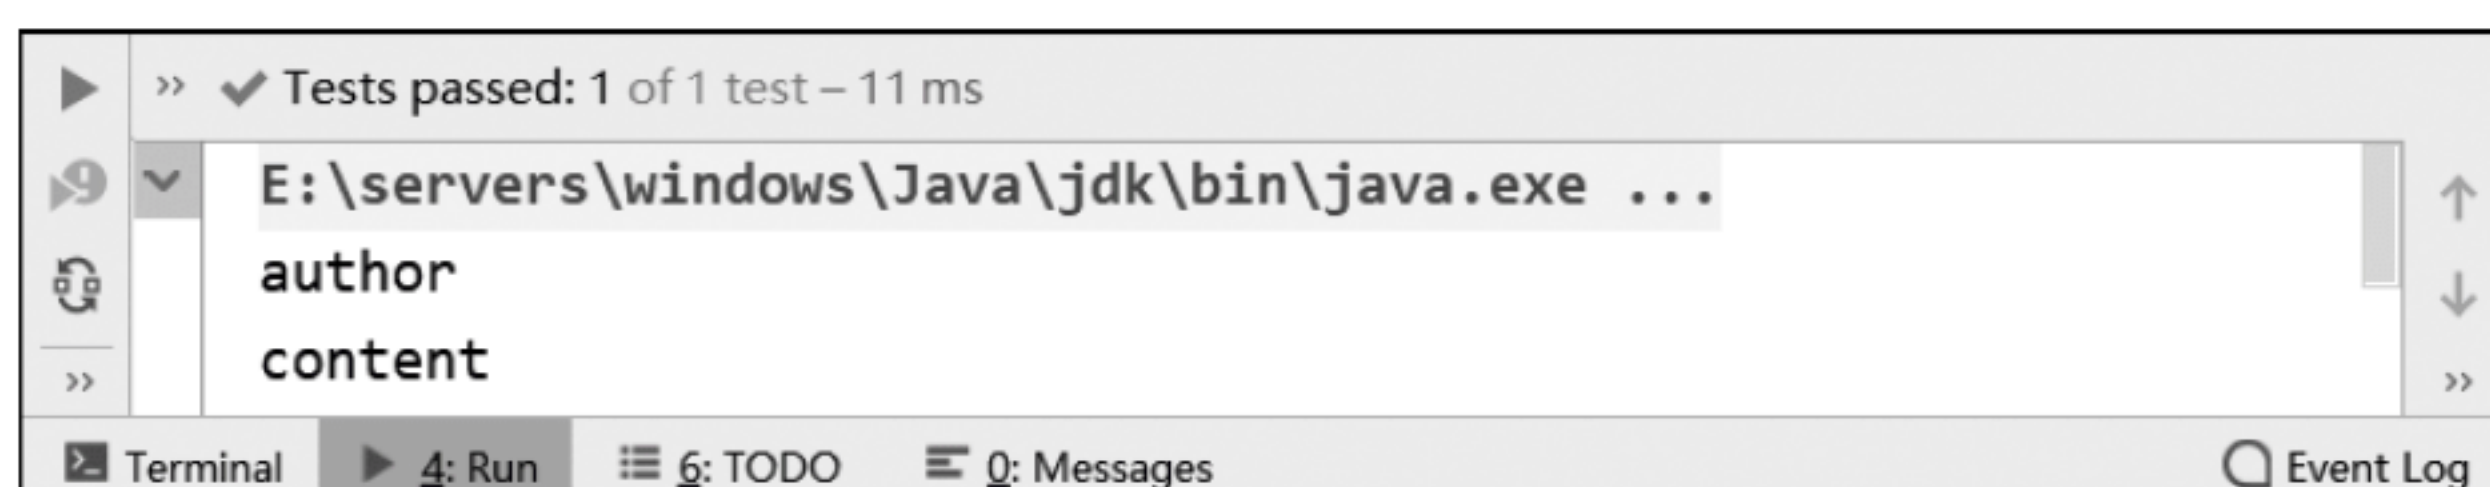 » Tests passed: 1 of 1 test – 11 ms
E:\servers\windows\Java\jdk\bin\java.exe ...
author
content
Terminal 4: Run 6: TODO 0: Messages Event Log